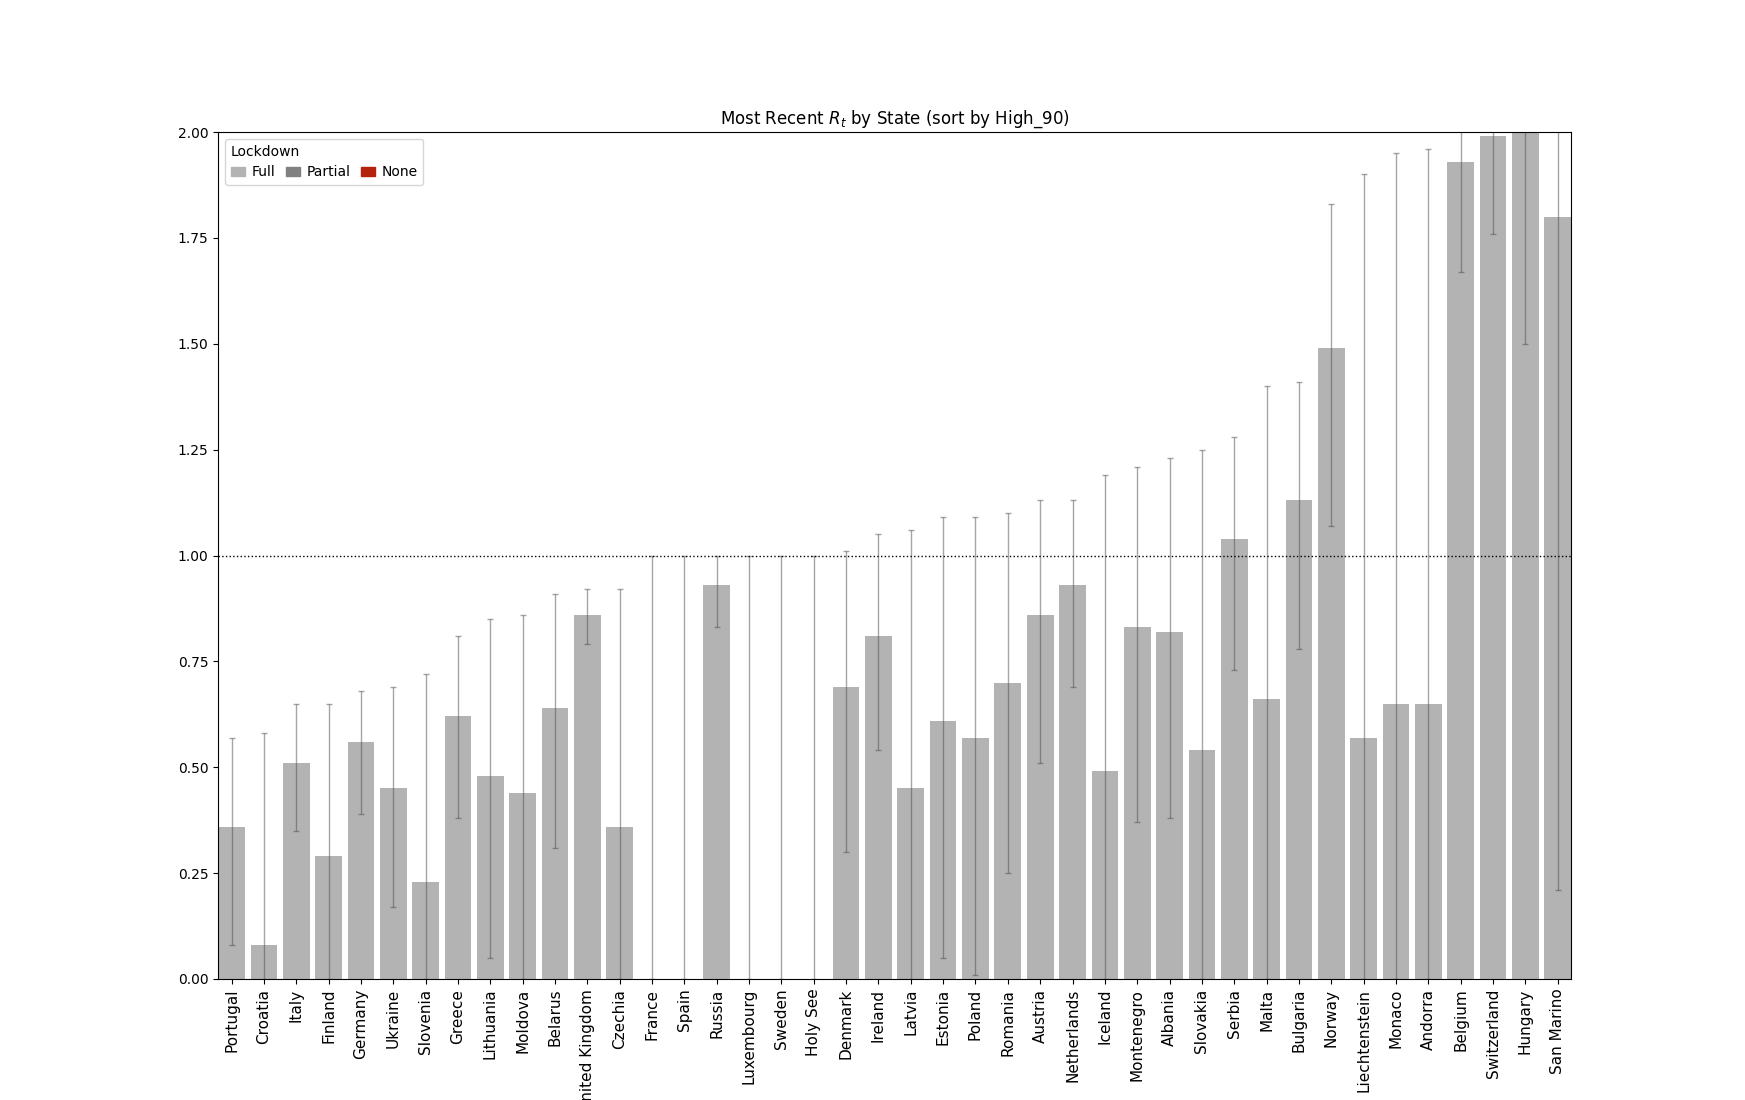 Most Recent Rt by State (sort by High_90)
Lockdown
Full Partial None
2.00
1.75
1.50
1.25
1.00
0.75
0.50
0.25
0.00
Portugal
Croatia
Italy
Finland
Germany
Ukraine
Slovenia
Greece
Lithuania
Moldova
Belarus
nited Kingdom
Czechia
France
Spain
Russia
Luxembourg
Sweden
Holy See
Denmark
Ireland
Latvia
Estonia
Poland
Romania
Austria
Netherlands
Iceland
Montenegro
Albania
Slovakia
Serbia
Malta
Bulgaria
Norway
Liechtenstein
Monaco
Andorra
Belgium
Switzerland
Hungary
San Marino